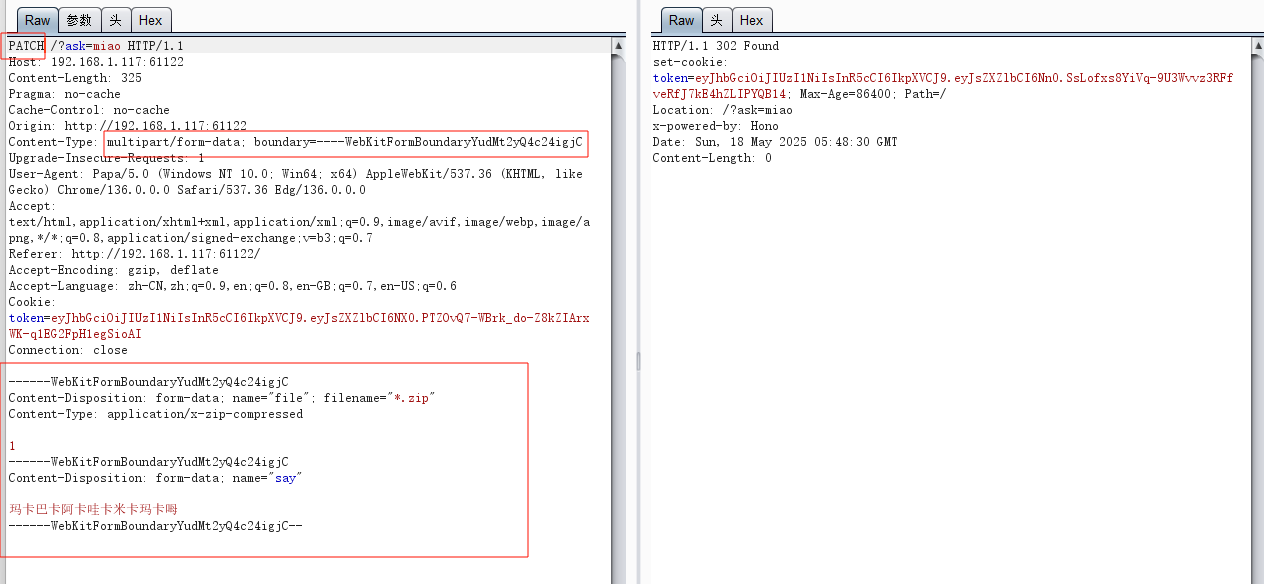 Raw 参数 头 Hex
PATCH /?ask=miao HTTP/1.1
Host: 192.168.1.117:61122
Content-Length: 325
Pragma: no-cache
Cache-Control: no-cache
Origin: http://192.168.1.117:61122
Content-Type: multipart/form-data; boundary=----WebKitFormBoundaryYudMt2yQ4c24igjC
Upgrade-Insecure-Requests: 1
User-Agent: Papa/5.0 (Windows NT 10.0; Win64; x64) AppleWebKit/537.36 (KHTML, like
Gecko) Chrome/136.0.0.0 Safari/537.36 Edg/136.0.0.0
Accept:
text/html,application/xhtml+xml,application/xml;q=0.9,image/avif,image/webp,image/a
png,*/*;q=0.8,application/signed-exchange;v=b3;q=0.7
Referer: http://192.168.1.117:61122/
Accept-Encoding: gzip, deflate
Accept-Language: zh-CN,zh;q=0.9,en;q=0.8,en-GB;q=0.7,en-US;q=0.6
Cookie:
token=eyJhbGciOiJIUzI1NiIsInR5cCI6IkpXVCJ9.eyJsZXZlbCI6NX0.PTZOvQ7-WBrk_do-Z8kZIArx
WK-q1EG2FpH1egSioAI
Connection: close
------WebKitFormBoundaryYudMt2yQ4c24igjC
Content-Disposition: form-data; name="file"; filename="*.zip"
Content-Type: application/x-zip-compressed
1
------WebKitFormBoundaryYudMt2yQ4c24igjC
Content-Disposition: form-data; name="say"
玛卡巴卡阿卡哇卡米卡玛卡呣
------WebKitFormBoundaryYudMt2yQ4c24igjC--
Raw 头 Hex
HTTP/1.1 302 Found
set-cookie:
token=eyJhbGciOiJIUzI1NiIsInR5cCI6IkpXVCJ9.eyJsZXZlbCI6Nn0.SsLofxs8YiVq-9U3Wvvz3RFf
veRfJ7kE4hZLIPYQB14; Max-Age=86400; Path=/
Location: /?ask=miao
x-powered-by: Hono
Date: Sun, 18 May 2025 05:48:30 GMT
Content-Length: 0